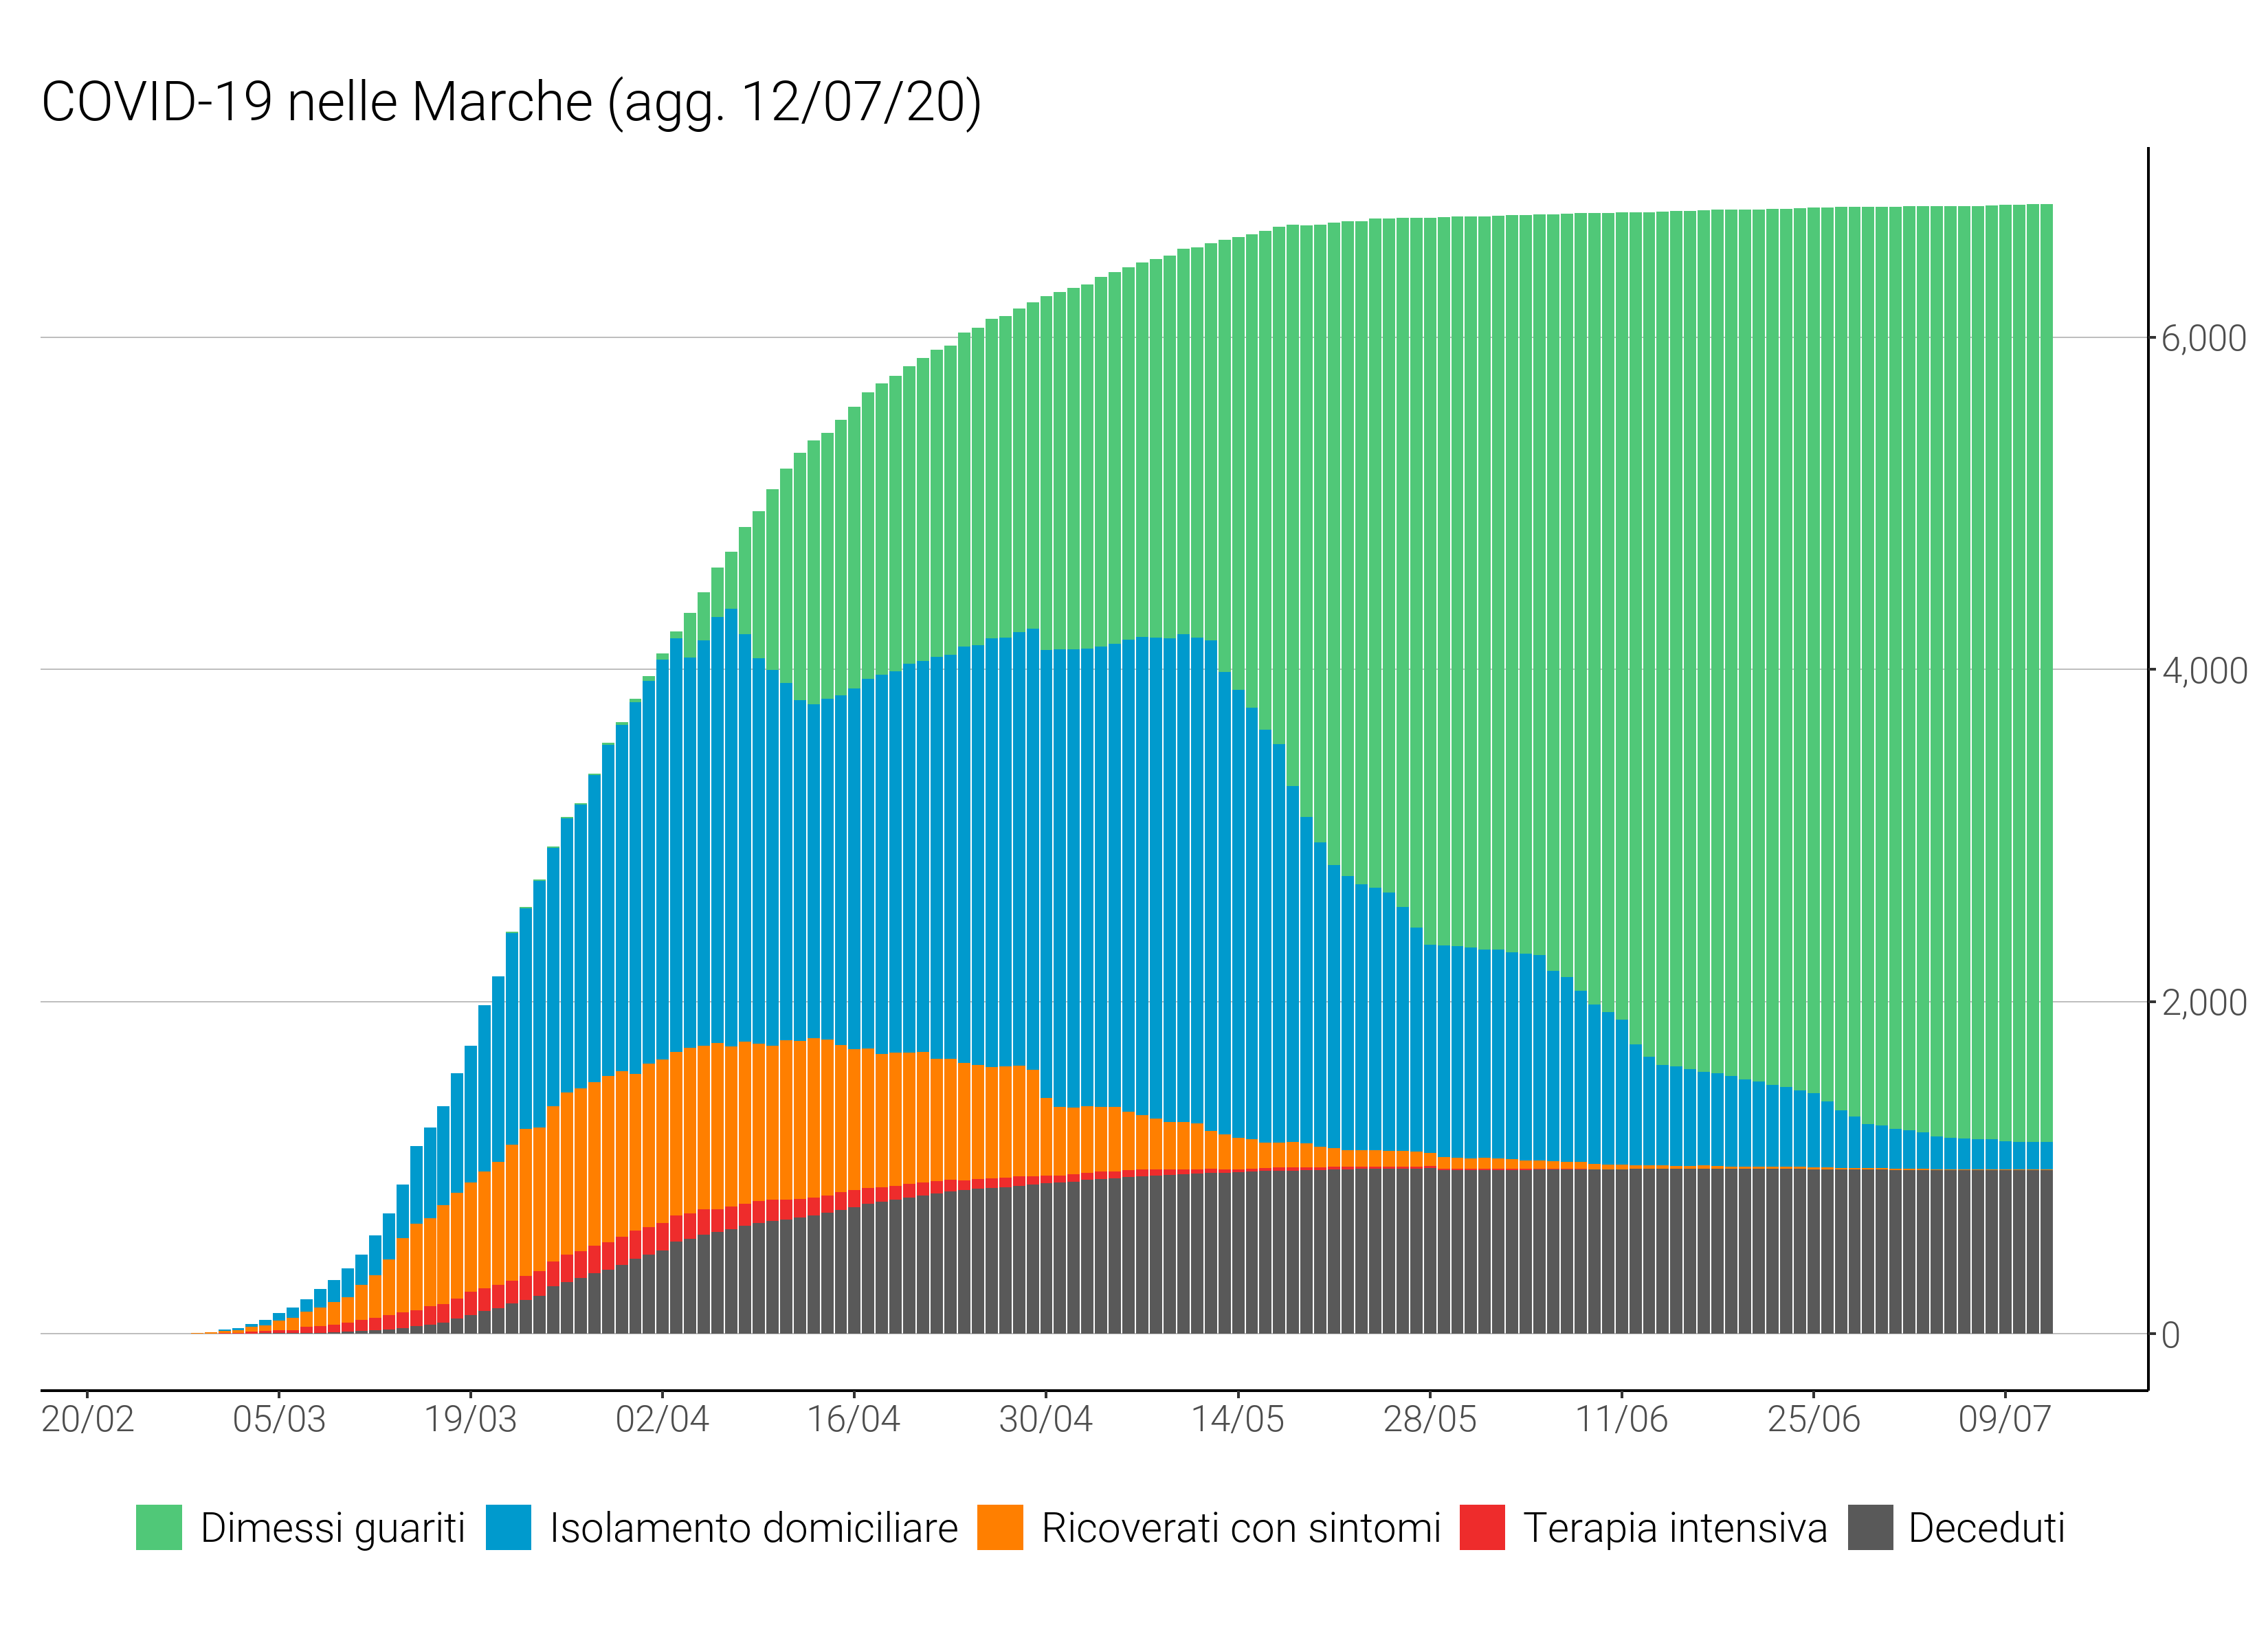 COVID-19 nelle Marche (agg. 12/07/20)
6,000
4,000
2,000
0
20/02 05/03 19/03 02/04 16/04 30/04 14/05 28/05 11/06 25/06 09/07
Dimessi guariti Isolamento domiciliare Ricoverati con sintomi Terapia intensiva Deceduti